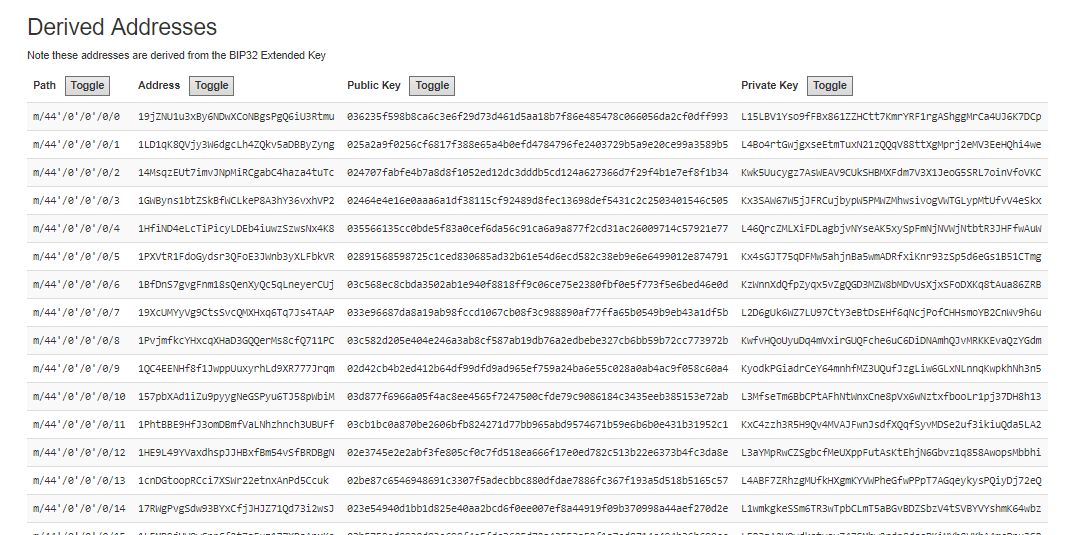 Derived Addresses
Note these addresses are derived from the BIP32 Extended Key
Path Toggle Address Toggle Public Key Toggle Private Key Toggle
m/44'/0'/0'/0/0 19jZNU1u3xBy6NDwXCoNBgsPgQ6iU3Rtmu 036235f598b8ca6c3e6f29d73d461d5aa18b7f86e485478c066056da2cf0dff993 L15LBV1Yso9fFBx861ZZHCtt7KmrYRF1rgAShggMrCa4UJ6K7DCp
m/44'/0'/0'/0/1 1LD1qK8QVjy3W6dgcLh4ZQkv5aDBByZyng 025a2a9f0256cf6817f388e65a4b0efd4784796fe2403729b5a9e20ce99a3589b5 L4Bo4rtGwjgxseEtmTuxN21zQQqV88ttXgMprj2eMV3EeHQhi4we
m/44'/0'/0'/0/2 14MsqzEUt7imvJNpMiRCgabC4haza4tuTc 024707fabfe4b7a8d8f1052ed12dc3dddb5cd124a627366d7f29f4b1e7ef8f1b34 Kwk5Uucygz7AsWEAV9CUkSHBMXFdm7V3X1JeoG5SRL7oinVfoVKC
m/44'/0'/0'/0/3 1GWByns1btZSkBfWCLkeP8A3hY36vxhVP2 02464e4e16e0aaa6a1df38115cf92489d8fec13698def5431c2c2503401546c505 Kx3SAW67W5jJFRCujbypW5PMWZMhwsivogVWTGLypMtUfvV4eSkx
m/44'/0'/0'/0/4 1HfiND4eLcTiPicyLDEb4iuwzSzwsNx4K8 035566135cc0bde5f83a0cef6da56c91ca6a9a877f2cd31ac26009714c57921e77 L46QrcZMLXiFDLagbjvNYseAK5xySpFmNjNVWjNtbtR3JHFfwAuW
m/44'/0'/0'/0/5 1PXVtR1FdoGydsr3QFoE3JWnb3yXLFbkVR 02891568598725c1ced830685ad32b61e54d6ecd582c38eb9e6e6499012e874791 Kx4sGJT75qDFMw5ahjnBa5wmADRfxiKnr93zSp5d6eGs1B51CTmg
m/44'/0'/0'/0/6 1BfDnS7gvgFnm18sQenXyQc5qLneyerCUj 03c568ec8cbda3502ab1e940f8818ff9c06ce75e2380fbf0e5f773f5e6bed46e0d KzWnnXdQfpZyqx5vZgQGD3MZW8bMDvUsXjxSFoDXKq8tAua86ZRB
m/44'/0'/0'/0/7 19XcUMYyVg9CtsSvcQMXHxq6Tq7Js4TAAP 033e96687da8a19ab98fccd1067cb08f3c988890af77ffa65b0549b9eb43a1df5b L2D6gUk6WZ7LU97CtY3eBtDsEHf6qNcjPofCHHsmoYB2CnWv9h6u
m/44'/0'/0'/0/8 1PvjmfkcYHxcqXHaD3GQQerMs8cfQ711PC 03c582d205e404e246a3ab8cf587ab19db76a2edbebe327cb6bb59b72cc773972b KwfvHQoUyuDq4mVxirGUQFche6uC6DiDNAmhQJvMRKKEvaQzYGdm
m/44'/0'/0'/0/9 1QC4EENHf8f1JwppUuxyrhLd9XR777Jrqm 02d42cb4b2ed412b64df99dfd9ad965ef759a24ba6e55c028a0ab4ac9f058c60a4 KyodkPGiadrCeY64mnhfMZ3UQufJzgLiw6GLxNLnnqKwpkhNh3n5
m/44'/0'/0'/0/10 157pbXAd1iZu9pyygNeGSPyu6TJ58pWbiM 03d877f6966a05f4ac8ee4565f7247500cfde79c9086184c3435eeb385153e72ab L3MfseTm6BbCPtAFhNtWnxCne8pVx6wNztxfbooLr1pj37DH8h13
m/44'/0'/0'/0/11 1PhtBBE9HfJ3omDBmfVaLNhzhnch3UBUFf 03cb1bc0a870be2606bfb824271d77bb965abd9574671b59e6b6b0e431b31952c1 KxC4zzh3R5H9Qv4MVAJFwnJsdfXQqfSyvMDSe2uf3ikiuQda5LA2
m/44'/0'/0'/0/12 1HE9L49YVaxdhspJJHBXfBm54vSfBRDBgN 02e3745e2e2abf3fe805cf0c7fd518ea666f17e0ed782c513b22e6373b4fc3da8e L3aYMpRwCZSgbcfMeUXppFutAsKtEhjN6Gbvz1q858AwopsMbbhi
m/44'/0'/0'/0/13 1cnDGtoopRCci7XSWr22etnxAnPd5Ccuk 02be87c6546948691c3307f5adecbbc880dfdae7886fc367f193a5d518b5165c57 L4ABF7ZRhzgMUfkHXgmKYVWPheGfwPPpT7AGqeykysPQiyDj72eQ
m/44'/0'/0'/0/14 17RWgPvgSdw93BYxCfjJHJZ71Qd73i2wsJ 023e54940d1bb1d825e40aa2bcd6f0ee007ef8a44919f09b370998a44aef270d2e L1wmkgkeSSm6TR3wTpbCLmT5aBGvBDZSbzV4tSVBYVYshmK64wbz